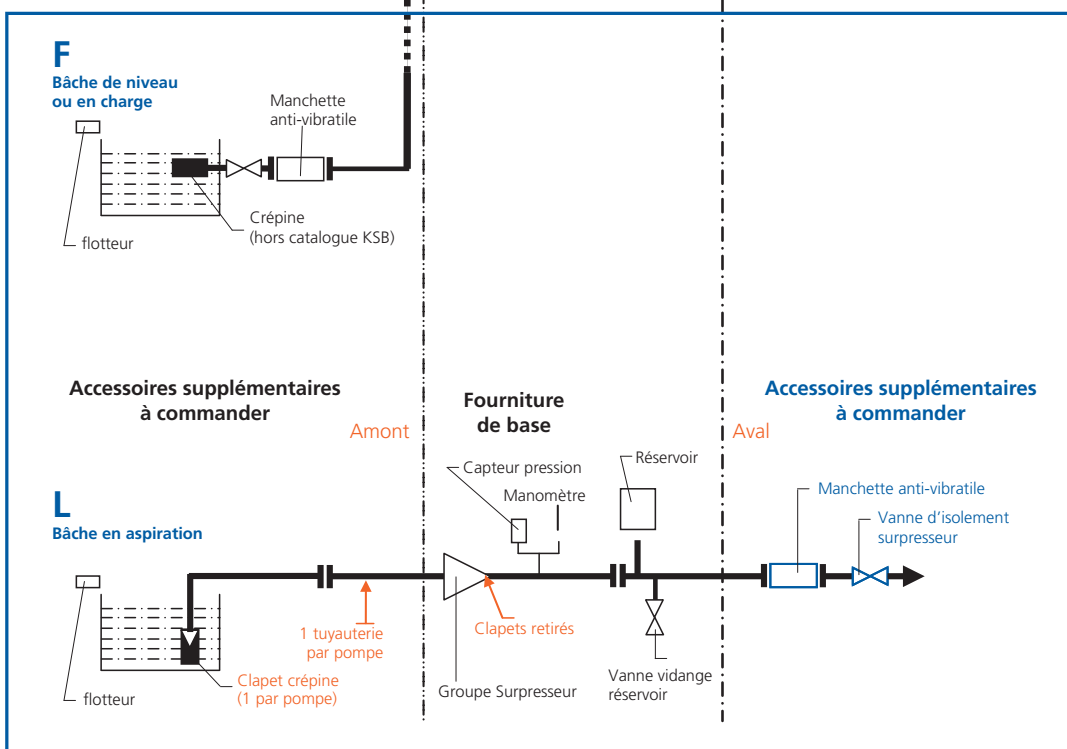 F
Bâche de niveau
ou en charge
Manchette
anti-vibratile
Crépine
(hors catalogue KSB)
flotteur
Accessoires supplémentaires
à commander
Amont
Fourniture
de base
Aval
Accessoires supplémentaires
à commander
L
Bâche en aspiration
Capteur pression
Manomètre
Réservoir
Manchette anti-vibratile
Vanne d'isolement
surpresseur
1 tuyauterie
par pompe
Clapets retirés
Clapet crépine
(1 par pompe)
flotteur
Groupe Surpresseur
Vanne vidange
réservoir